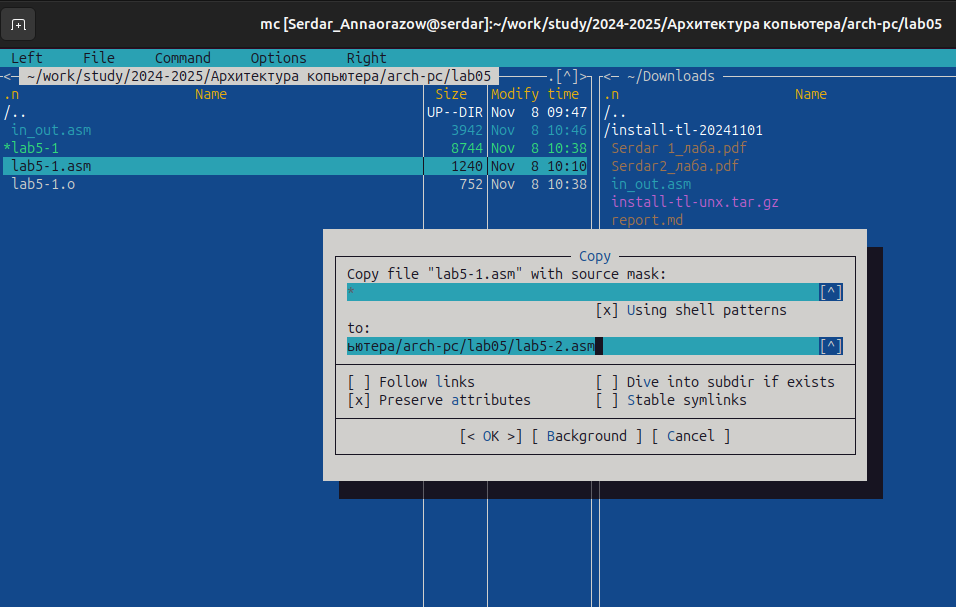 mc [Serdar_Annaorazow@serdar]:~/work/study/2024-2025/Архитектура копьютера/arch-pc/lab05
Left File Command Options Right
<─ ~/work/study/2024-2025/Архитектура копьютера/arch-pc/lab05 ─.[^]>
.n Name Size Modify time
/.. UP--DIR Nov 8 09:47
in_out.asm 3942 Nov 8 10:46
*lab5-1 8744 Nov 8 10:38
lab5-1.asm 1240 Nov 8 10:10
lab5-1.o 752 Nov 8 10:38
<─ ~/Downloads
.n Name
/..
/install-tl-20241101
Serdar 1_лаба.pdf
Serdar2_лаба.pdf
in_out.asm
install-tl-unx.tar.gz
report.md
Copy
Copy file "lab5-1.asm" with source mask:
* [^]
[x] Using shell patterns
to:
ьютера/arch-pc/lab05/lab5-2.asm [^]
[ ] Follow links [ ] Dive into subdir if exists
[x] Preserve attributes [ ] Stable symlinks
[< OK >] [ Background ] [ Cancel ]